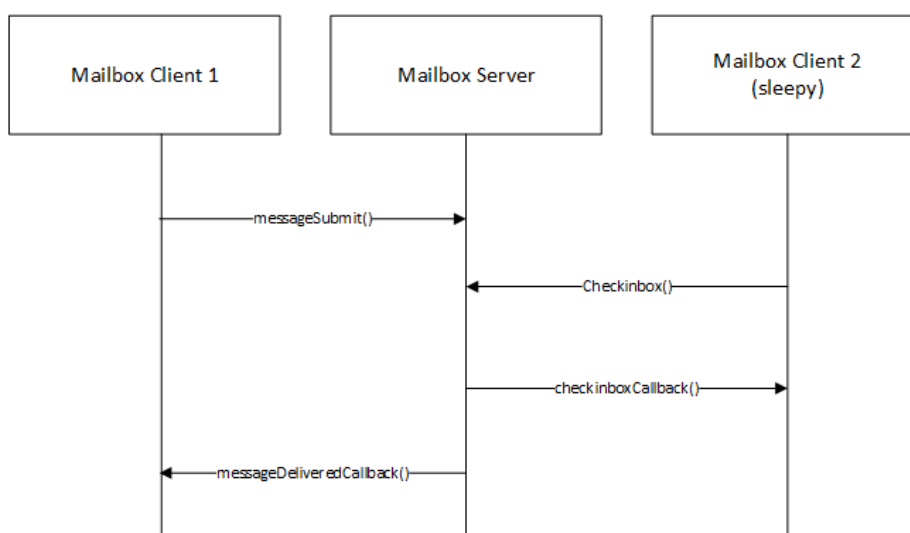 Mailbox Client 1
Mailbox Server
Mailbox Client 2
(sleepy)
messageSubmit()
Checkinbox()
checkinboxCallback()
messageDeliveredCallback()